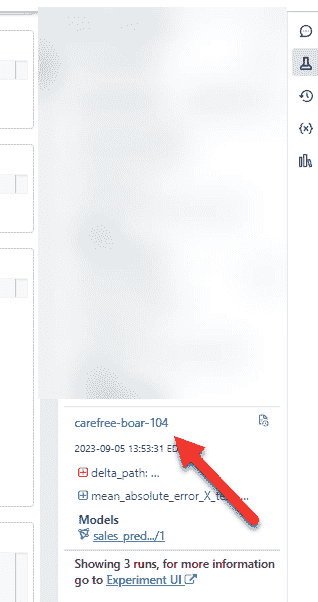 carefree-boar-104
2023-09-05 13:53:31
delta_path: ...
mean_absolute_error_X_te...
Models
sales_pred.../1
Showing 3 runs, for more information
go to Experiment UI